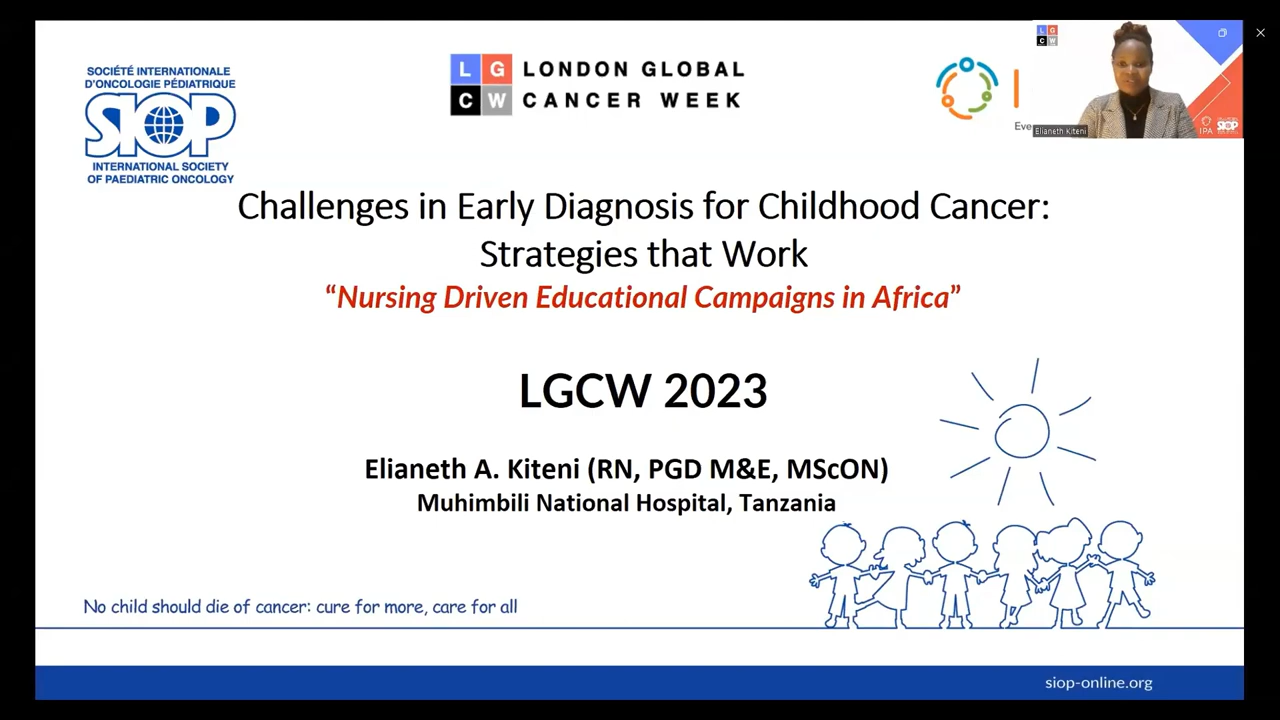 SOCIÉTÉ INTERNATIONALE
D'ONCOLOGIE PÉDIATRIQUE
SIOP
INTERNATIONAL SOCIETY
OF PAEDIATRIC ONCOLOGY
L G LONDON GLOBAL
C W CANCER WEEK
L G
C W
Eve
Elianeth Kiteni
IPA
SIOP
Challenges in Early Diagnosis for Childhood Cancer:
Strategies that Work
“Nursing Driven Educational Campaigns in Africa”
LGCW 2023
Elianeth A. Kiteni (RN, PGD M&E, MScON)
Muhimbili National Hospital, Tanzania
No child should die of cancer: cure for more, care for all
siop-online.org